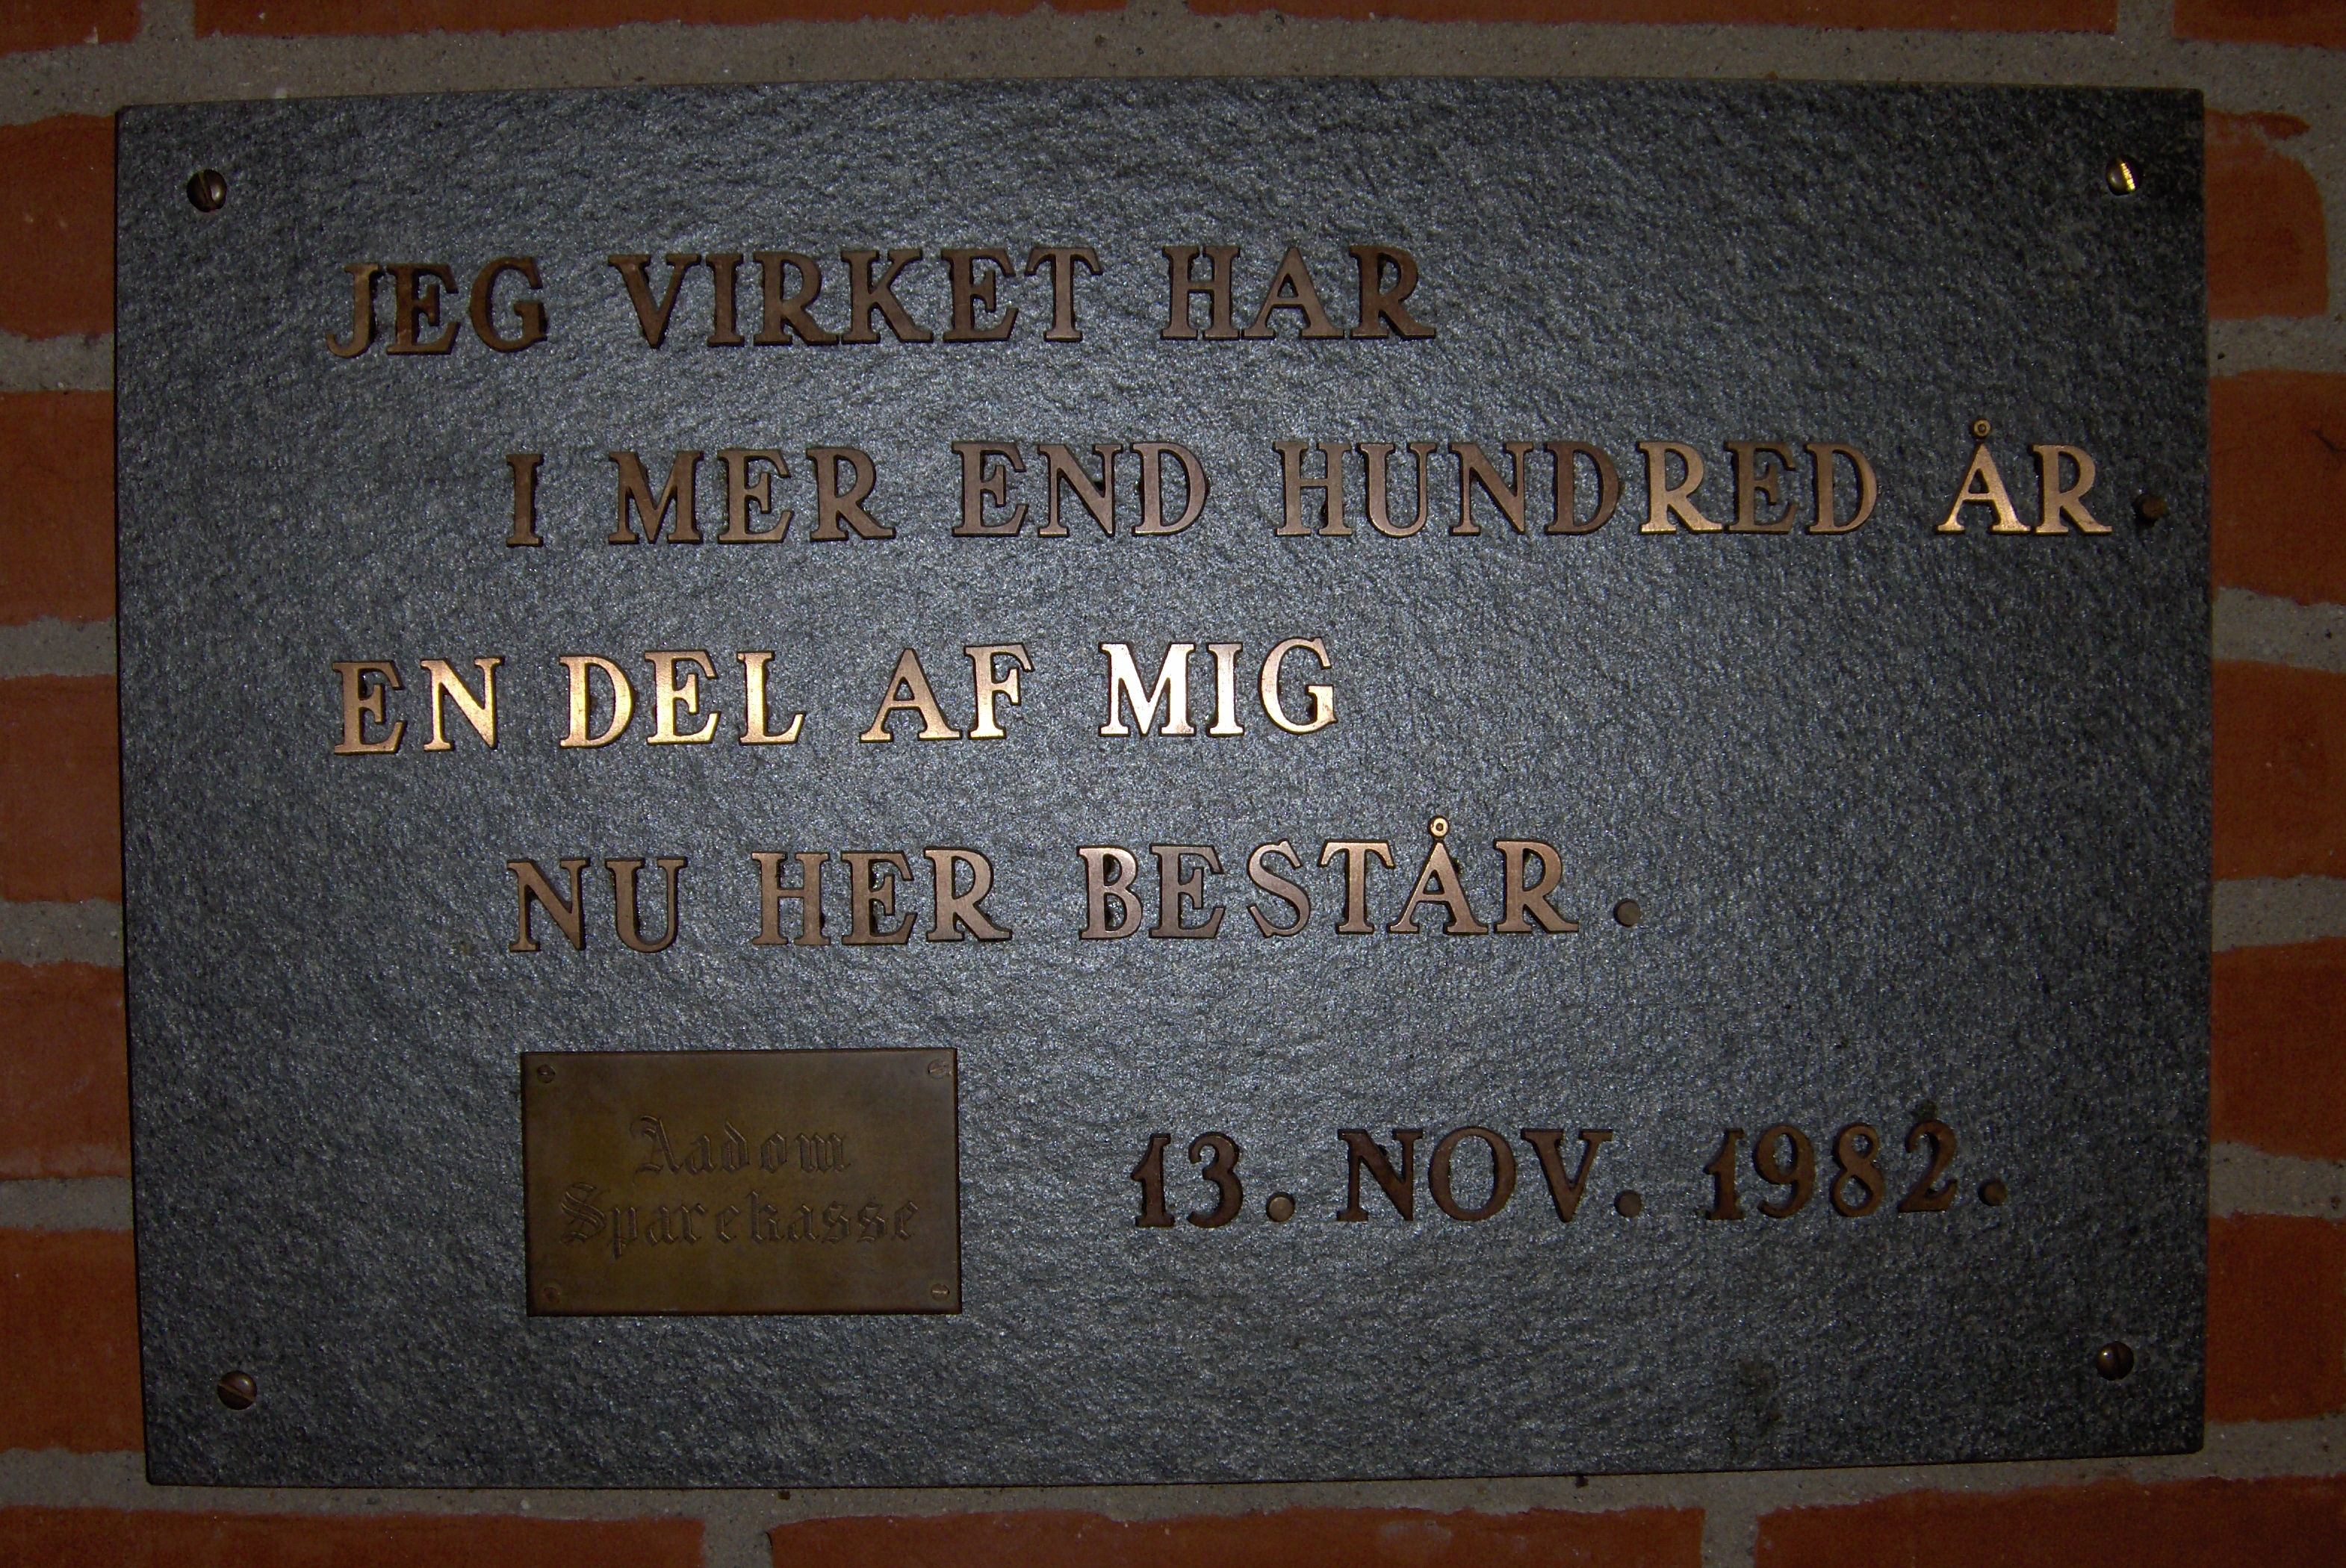 JEG VIRKET HAR
I MER END HUNDRED ÅR.
EN DEL AF MIG
NU HER BESTÅR.
Aadom
Sparekasse
13. NOV. 1982.